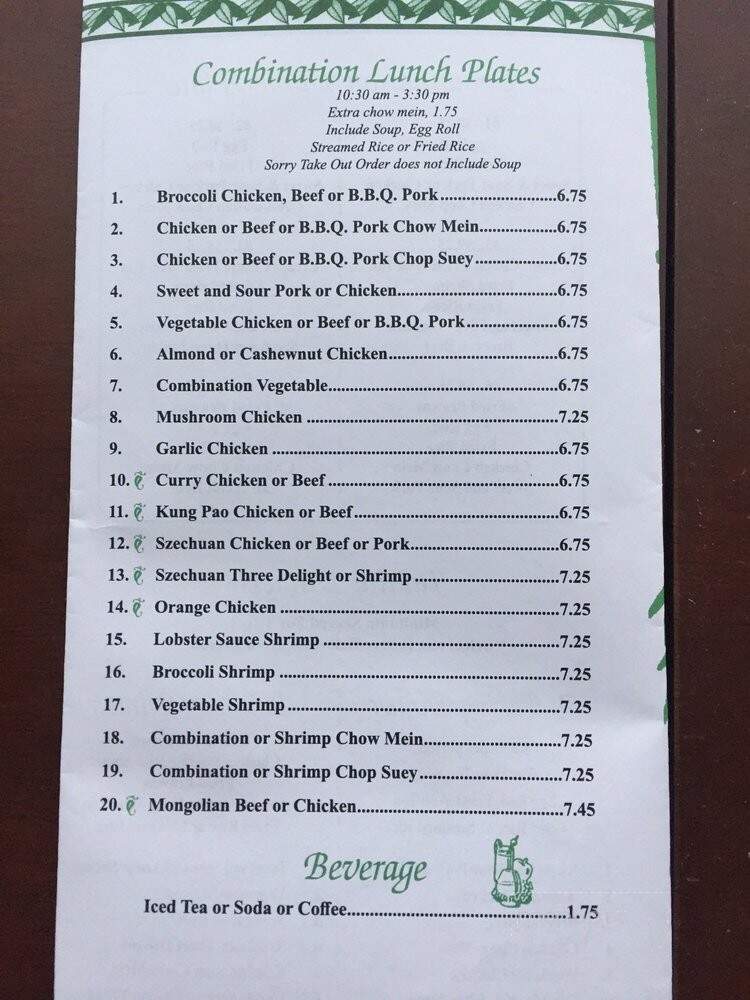 Combination Lunch Plates
10:30 am - 3:30 pm
Extra chow mein, 1.75
Include Soup, Egg Roll
Streamed Rice or Fried Rice
Sorry Take Out Order does not Include Soup
1. Broccoli Chicken, Beef or B.B.Q. Pork..........................6.75
2. Chicken or Beef or B.B.Q. Pork Chow Mein..................6.75
3. Chicken or Beef or B.B.Q. Pork Chop Suey...................6.75
4. Sweet and Sour Pork or Chicken....................................6.75
5. Vegetable Chicken or Beef or B.B.Q. Pork.....................6.75
6. Almond or Cashewnut Chicken......................................6.75
7. Combination Vegetable...................................................6.75
8. Mushroom Chicken ........................................................7.25
9. Garlic Chicken ................................................................6.75
10. Curry Chicken or Beef ...................................................6.75
11. Kung Pao Chicken or Beef..............................................6.75
12. Szechuan Chicken or Beef or Pork.................................6.75
13. Szechuan Three Delight or Shrimp ................................7.25
14. Orange Chicken ..............................................................7.25
15. Lobster Sauce Shrimp .....................................................7.25
16. Broccoli Shrimp ..............................................................7.25
17. Vegetable Shrimp.............................................................7.25
18. Combination or Shrimp Chow Mein...............................7.25
19. Combination or Shrimp Chop Suey................................7.25
20. Mongolian Beef or Chicken..............................................7.45
Beverage
Iced Tea or Soda or Coffee.................................................1.75